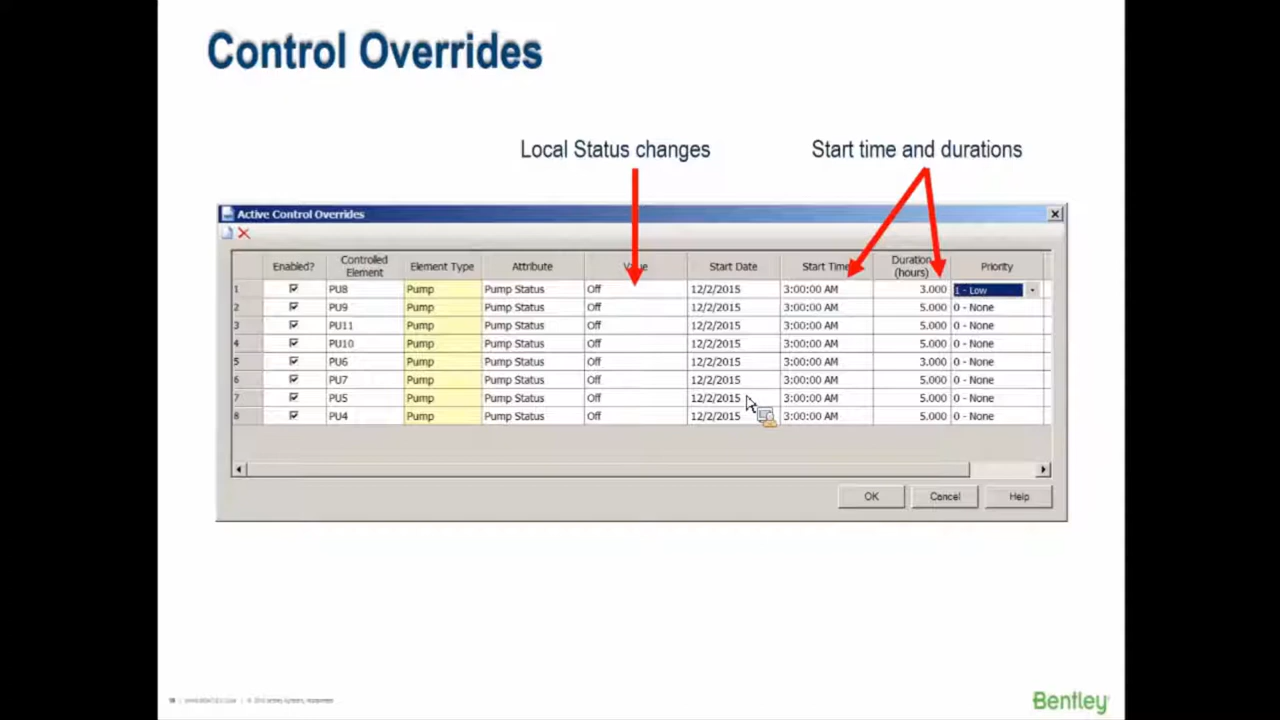 Control Overrides
Local Status changes
Start time and durations
Active Control Overrides
Enabled? Controlled Element Element Type Attribute Start Date Start Time Duration (hours) Priority
1 PU8 Pump Pump Status Off 12/2/2015 3:00:00 AM 3.000 1 - Low
2 PU9 Pump Pump Status Off 12/2/2015 3:00:00 AM 5.000 0 - None
3 PU11 Pump Pump Status Off 12/2/2015 3:00:00 AM 5.000 0 - None
4 PU10 Pump Pump Status Off 12/2/2015 3:00:00 AM 5.000 0 - None
5 PU6 Pump Pump Status Off 12/2/2015 3:00:00 AM 3.000 0 - None
6 PU7 Pump Pump Status Off 12/2/2015 3:00:00 AM 5.000 0 - None
7 PU5 Pump Pump Status Off 12/2/2015 3:00:00 AM 5.000 0 - None
8 PU4 Pump Pump Status Off 12/2/2015 3:00:00 AM 5.000 0 - None
OK Cancel Help
Bentley